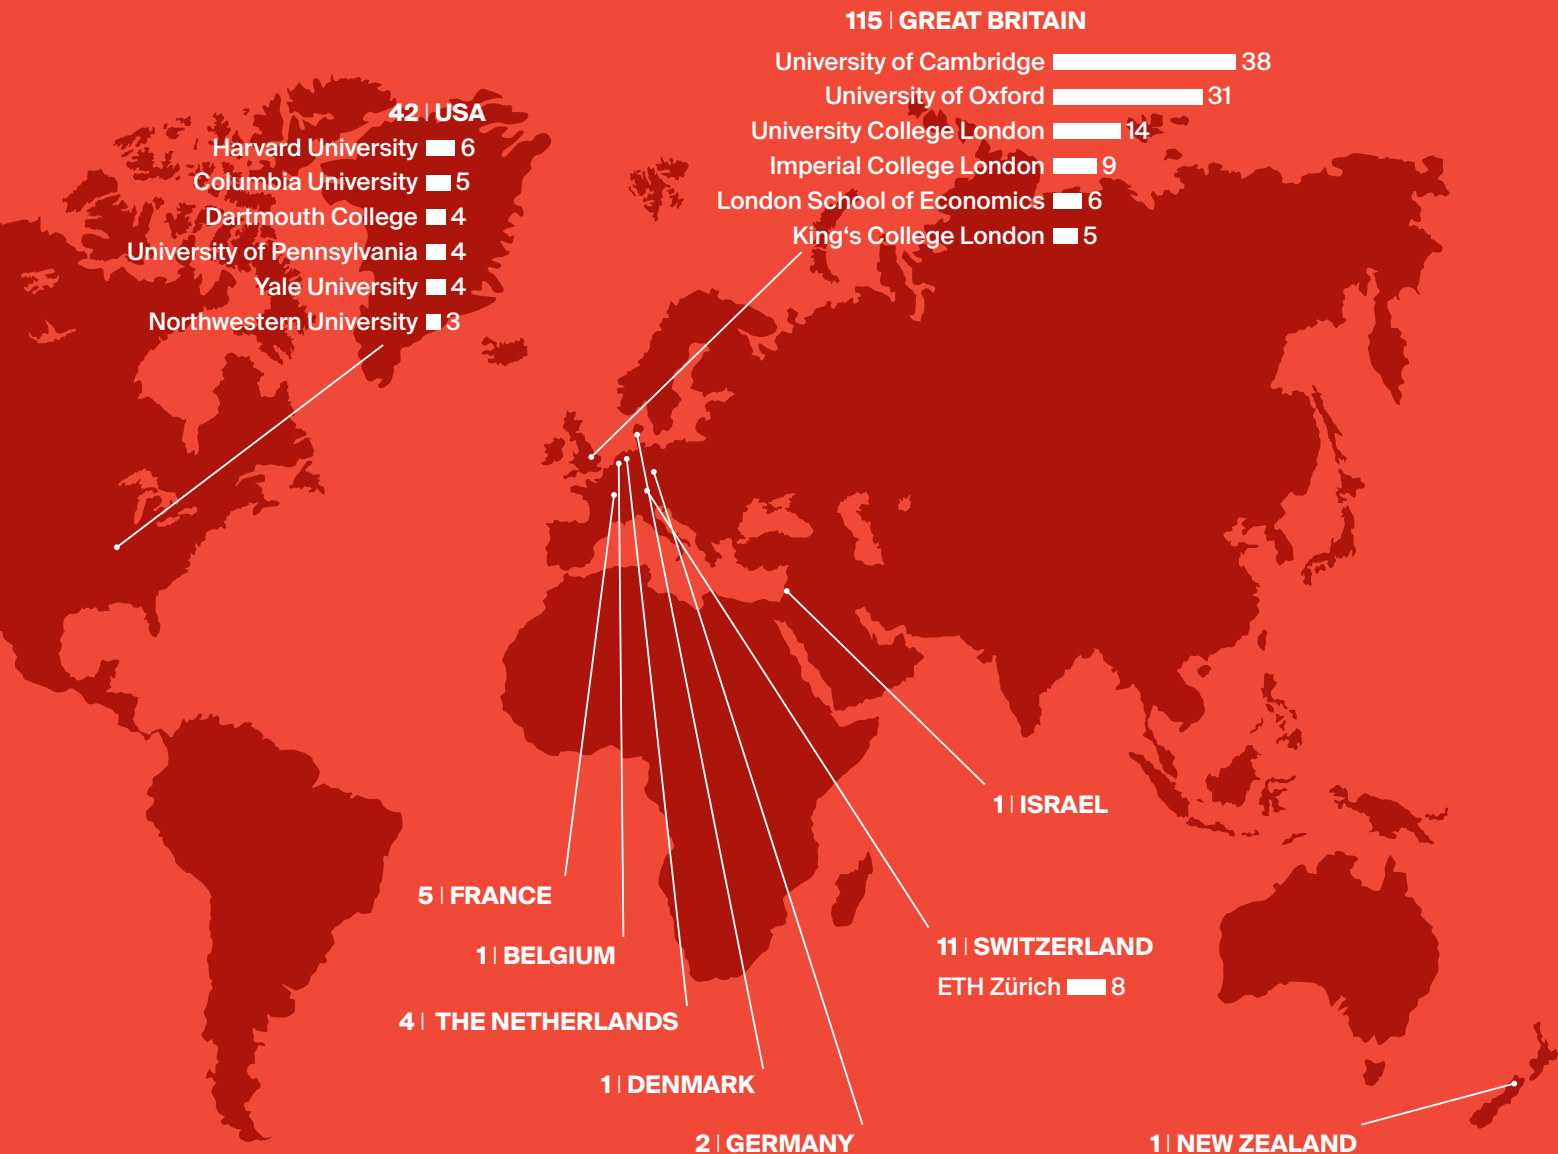 115 | GREAT BRITAIN
University of Cambridge 38
University of Oxford 31
University College London 14
Imperial College London 9
London School of Economics 6
King‘s College London 5
42 | USA
Harvard University 6
Columbia University 5
Dartmouth College 4
University of Pennsylvania 4
Yale University 4
Northwestern University 3
1 | ISRAEL
5 | FRANCE
1 | BELGIUM
11 | SWITZERLAND
ETH Zürich 8
4 | THE NETHERLANDS
1 | DENMARK
2 | GERMANY
1 | NEW ZEALAND